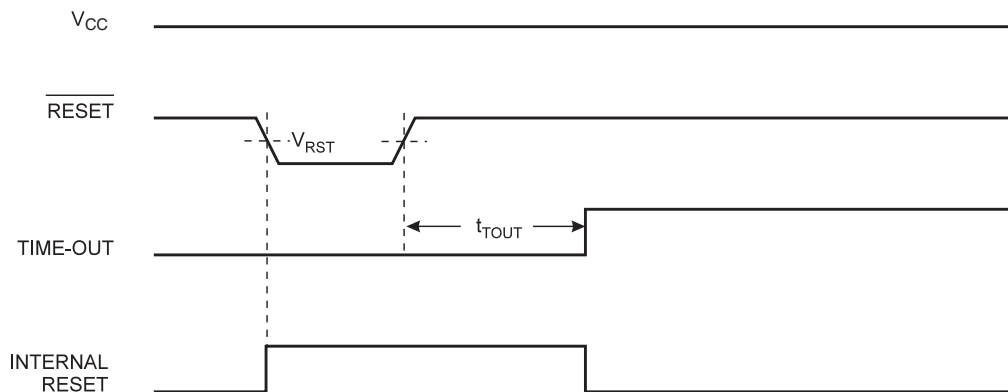 VCC
RESET
VRST
tTOUT
TIME-OUT
INTERNAL
RESET